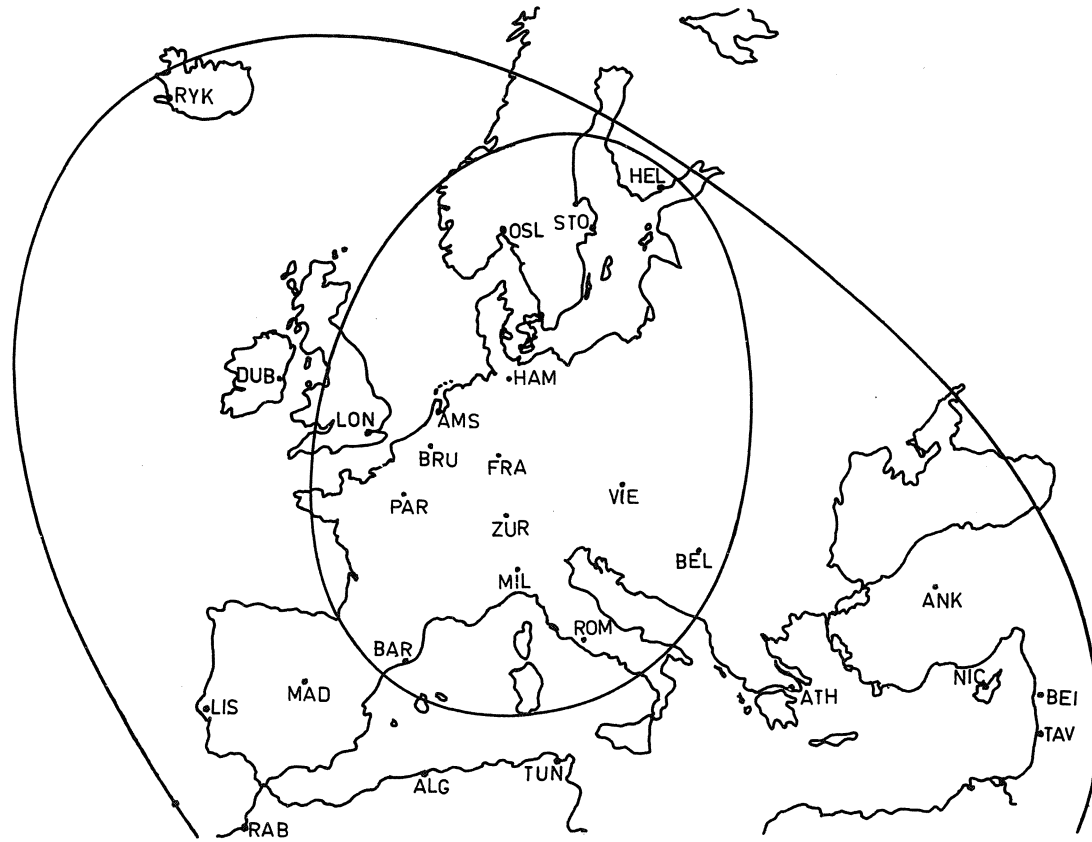 RYK
HEL
OSL
STO
DUB
HAM
LON
AMS
BRU
FRA
PAR
VIE
ZUR
BEL
MIL
ANK
ROM
BAR
MAD
NIC
LIS
ATH
BEI
TAV
TUN
ALG
RAB